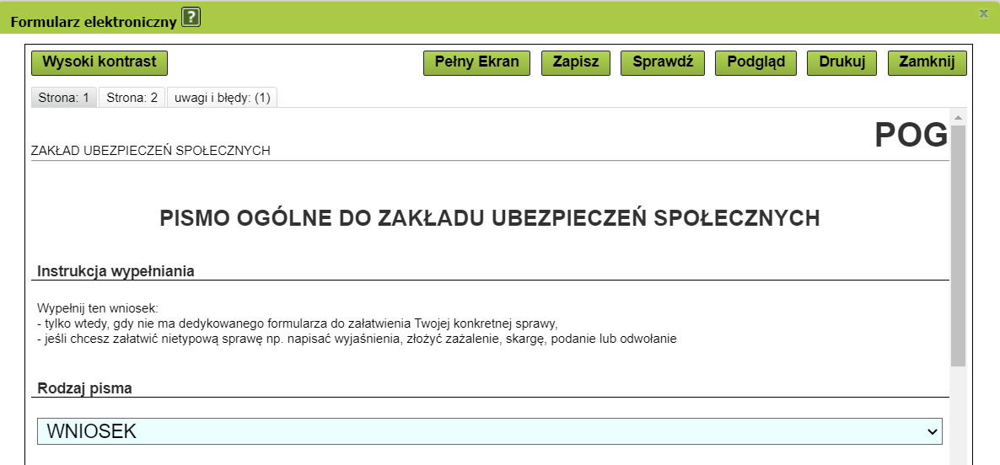 Formularz elektroniczny ?
x
Wysoki kontrast Pełny Ekran Zapisz Sprawdź Podgląd Drukuj Zamknij
Strona: 1 Strona: 2 uwagi i błędy: (1)
POG
ZAKŁAD UBEZPIECZEŃ SPOŁECZNYCH
PISMO OGÓLNE DO ZAKŁADU UBEZPIECZEŃ SPOŁECZNYCH
Instrukcja wypełniania
Wypełnij ten wniosek:
- tylko wtedy, gdy nie ma dedykowanego formularza do załatwienia Twojej konkretnej sprawy,
- jeśli chcesz załatwić nietypową sprawę np. napisać wyjaśnienia, złożyć zażalenie, skargę, podanie lub odwołanie
Rodzaj pisma
WNIOSEK